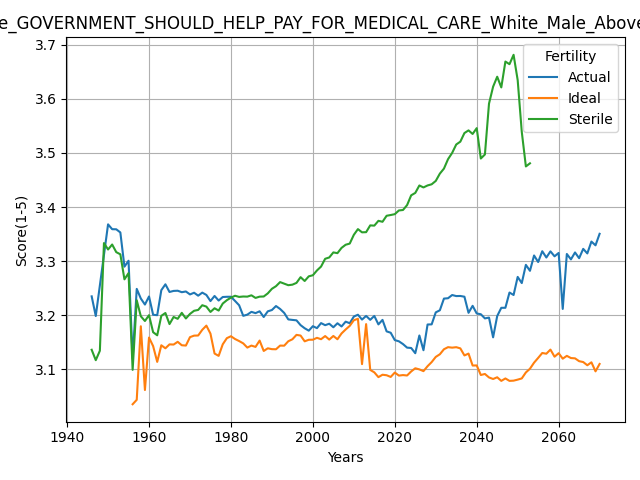 e_GOVERNMENT_SHOULD_HELP_PAY_FOR_MEDICAL_CARE_White_Male_Above
3.7
3.6
3.5
3.4
3.3
3.2
3.1
Score(1-5)
Fertility
Actual
Ideal
Sterile
1940 1960 1980 2000 2020 2040 2060
Years